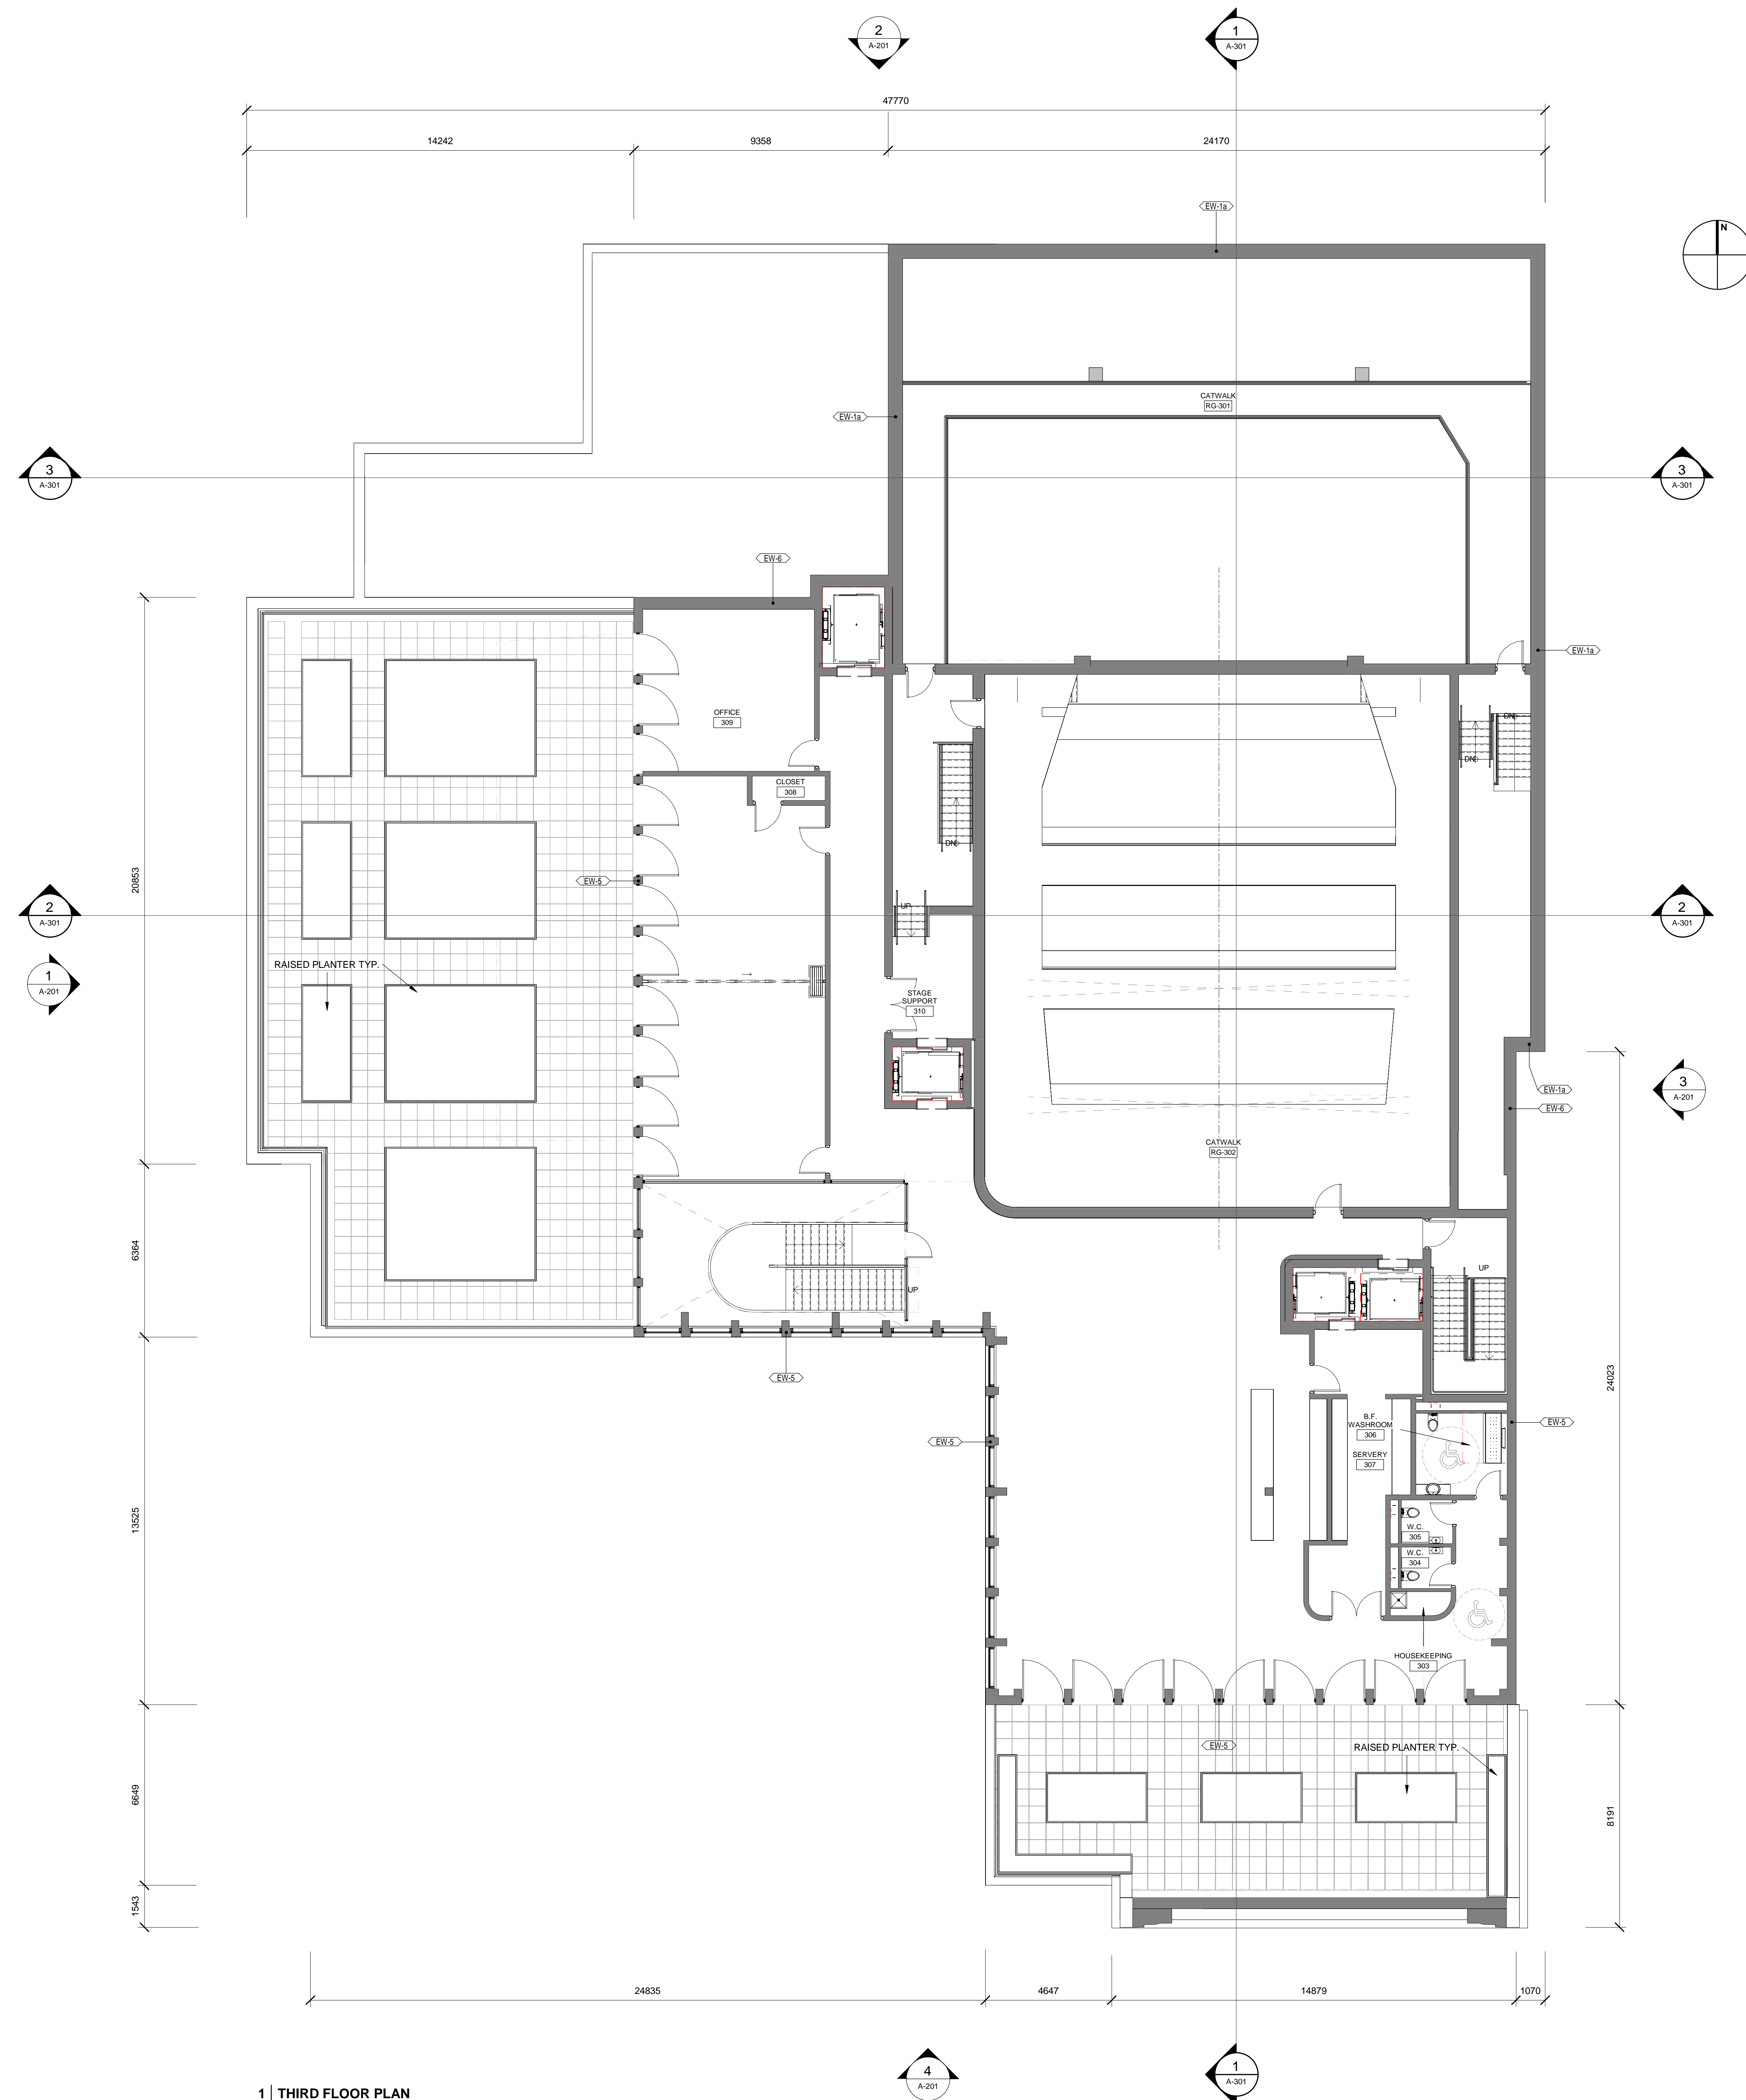 2
A-201
1
A-301
47770
14242
9358
24170
EW-1a
N
CATWALK
RG-301
EW-1a
3
A-301
3
A-301
EW-6
EW-1a
OFFICE
309
DN
DN
CLOSET
308
DN
20853
EW-5
2
A-301
UP
2
A-301
RAISED PLANTER TYP.
1
A-201
STAGE
SUPPORT
310
EW-1a
3
A-201
EW-6
CATWALK
RG-302
6364
UP
UP
EW-5
24023
B.F.
WASHROOM
306
EW-5
EW-5
SERVERY
307
13525
W.C.
305
W.C.
304
HOUSEKEEPING
303
EW-5
RAISED PLANTER TYP.
6649
8191
1543
24835
4647
14879
1070
4
A-201
1
A-301
1 THIRD FLOOR PLAN